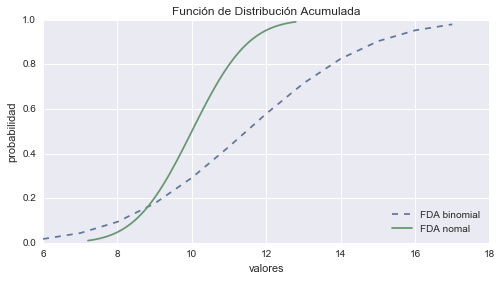 Función de Distribución Acumulada
probabilidad
1.0
0.8
0.6
0.4
0.2
0.0
6 8 10 12 14 16 18
valores
FDA binomial
FDA nomal